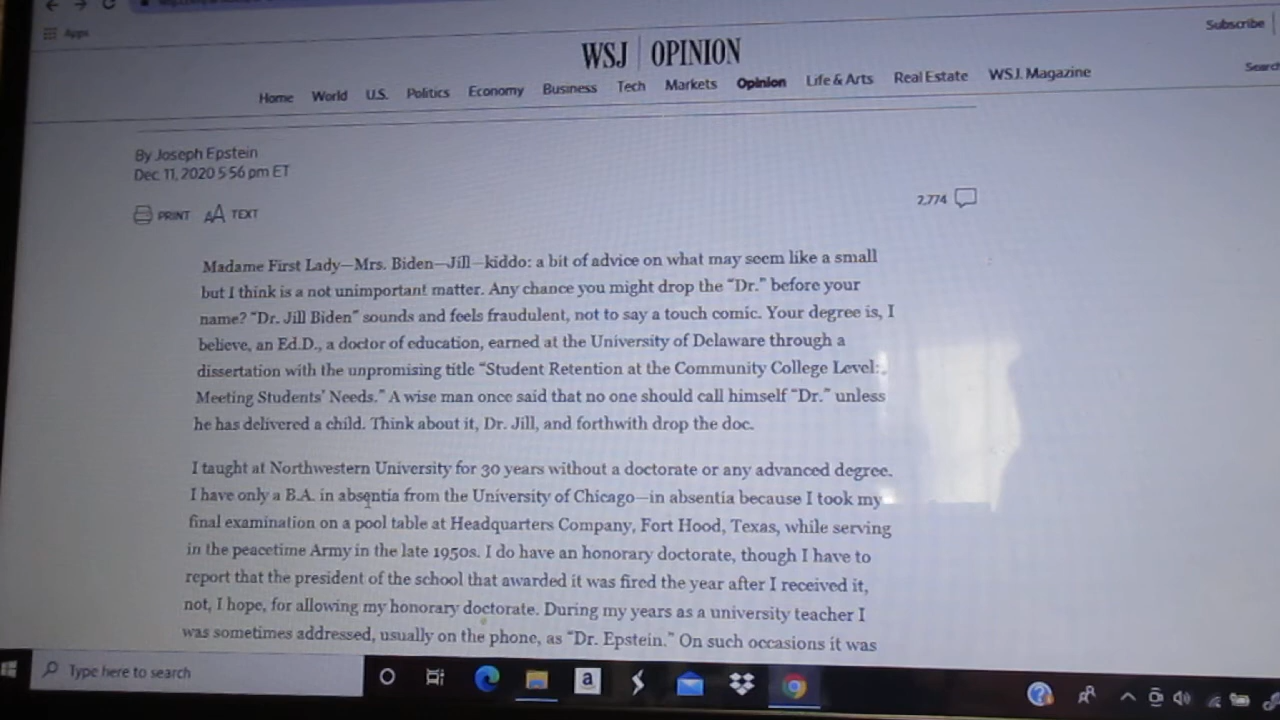 Apps
Subscribe
WSJ | OPINION
Home World U.S. Politics Economy Business Tech Markets Opinion Life & Arts Real Estate WSJ. Magazine
Search
By Joseph Epstein
Dec. 11, 2020 5:56 pm ET
PRINT AA TEXT
2,774
Madame First Lady—Mrs. Biden—Jill—kiddo: a bit of advice on what may seem like a small
but I think is a not unimportant matter. Any chance you might drop the “Dr.” before your
name? “Dr. Jill Biden” sounds and feels fraudulent, not to say a touch comic. Your degree is, I
believe, an Ed.D., a doctor of education, earned at the University of Delaware through a
dissertation with the unpromising title “Student Retention at the Community College Level:
Meeting Students’ Needs.” A wise man once said that no one should call himself “Dr.” unless
he has delivered a child. Think about it, Dr. Jill, and forthwith drop the doc.
I taught at Northwestern University for 30 years without a doctorate or any advanced degree.
I have only a B.A. in absentia from the University of Chicago—in absentia because I took my
final examination on a pool table at Headquarters Company, Fort Hood, Texas, while serving
in the peacetime Army in the late 1950s. I do have an honorary doctorate, though I have to
report that the president of the school that awarded it was fired the year after I received it,
not, I hope, for allowing my honorary doctorate. During my years as a university teacher I
was sometimes addressed, usually on the phone, as “Dr. Epstein.” On such occasions it was
Type here to search
a